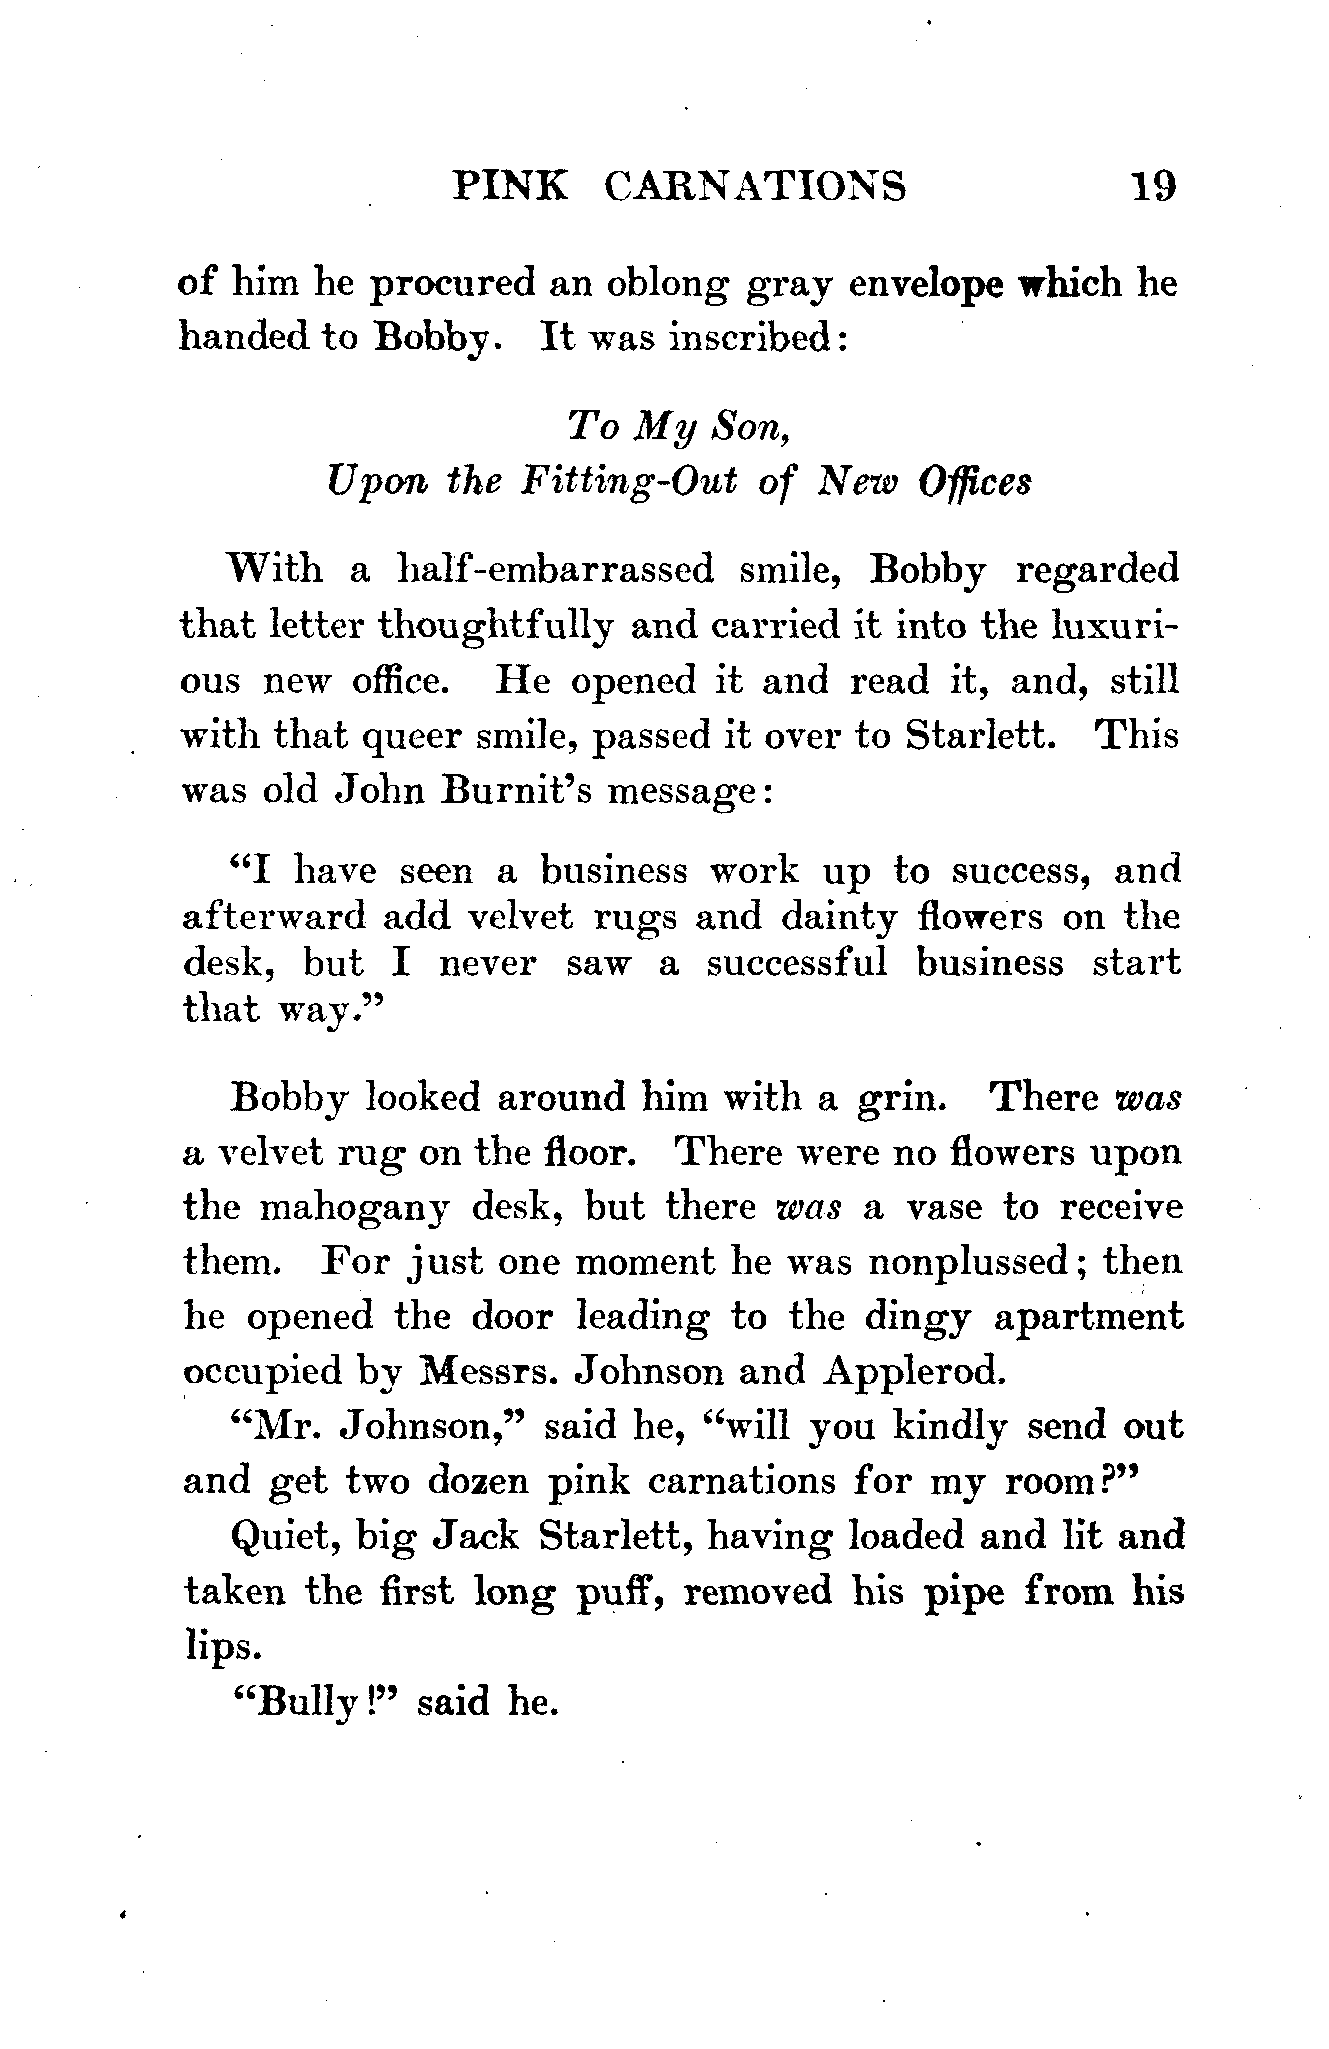 PINK CARNATIONS 19
of him he procured an oblong gray envelope which he
handed to Bobby. It was inscribed:
To My Son,
Upon the Fitting-Out of New Offices
With a half-embarrassed smile, Bobby regarded
that letter thoughtfully and carried it into the luxuri-
ous new office. He opened it and read it, and, still
with that queer smile, passed it over to Starlett. This
was old John Burnit's message:
“I have seen a business work up to success, and
afterward add velvet rugs and dainty flowers on the
desk, but I never saw a successful business start
that way.”
Bobby looked around him with a grin. There was
a velvet rug on the floor. There were no flowers upon
the mahogany desk, but there was a vase to receive
them. For just one moment he was nonplussed; then
he opened the door leading to the dingy apartment
occupied by Messrs. Johnson and Applerod.
“Mr. Johnson,” said he, “will you kindly send out
and get two dozen pink carnations for my room?”
Quiet, big Jack Starlett, having loaded and lit and
taken the first long puff, removed his pipe from his
lips.
“Bully!” said he.